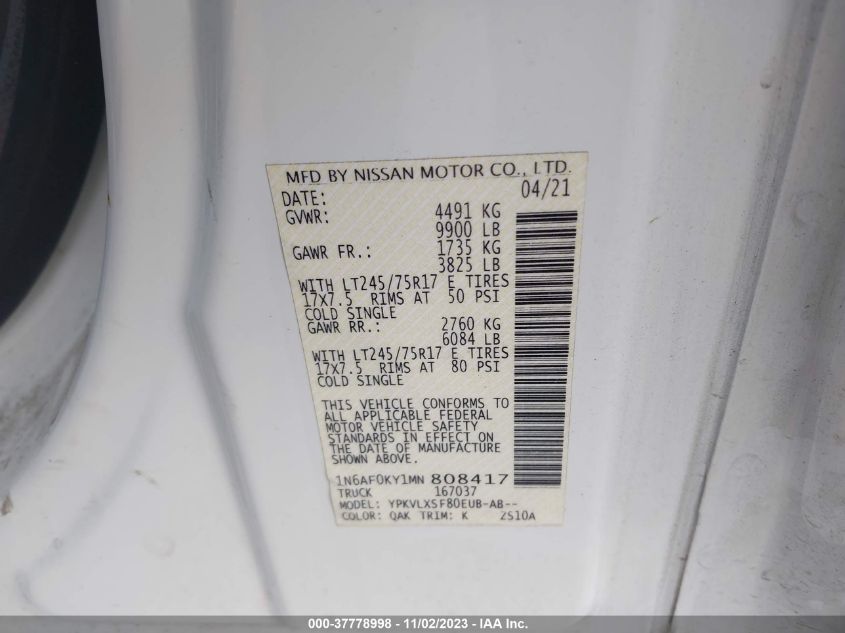 MFD BY NISSAN MOTOR CO., LTD.
DATE: 04/21
GVWR: 4491 KG
9900 LB
GAWR FR.: 1735 KG
3825 LB
WITH LT245/75R17 E TIRES
17X7.5 RIMS AT 50 PSI
COLD SINGLE
GAWR RR.: 2760 KG
6084 LB
WITH LT245/75R17 E TIRES
17X7.5 RIMS AT 80 PSI
COLD SINGLE
THIS VEHICLE CONFORMS TO
ALL APPLICABLE FEDERAL
MOTOR VEHICLE SAFETY
STANDARDS IN EFFECT ON
THE DATE OF MANUFACTURE
SHOWN ABOVE.
1N6AF0KY1MN808417
TRUCK 167037
MODEL: YPKVLXSF80EUB-AB--
COLOR: QAK TRIM: K 2S10A
000-37778998 - 11/02/2023 - IAA Inc.